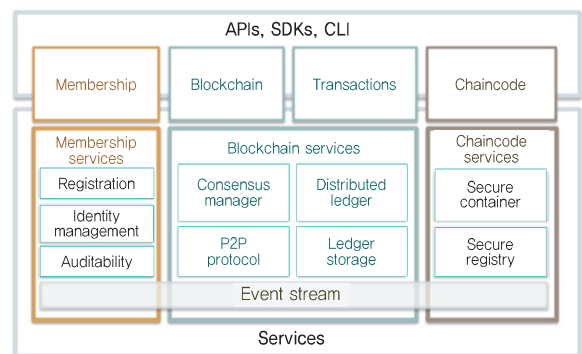 APIs, SDKs, CLI
Membership
Blockchain
Transactions
Chaincode
Membership
services
Registration
Identity
management
Auditability
Blockchain services
Consensus
manager
Distributed
ledger
P2P
protocol
Ledger
storage
Chaincode
services
Secure
container
Secure
registry
Event stream
Services